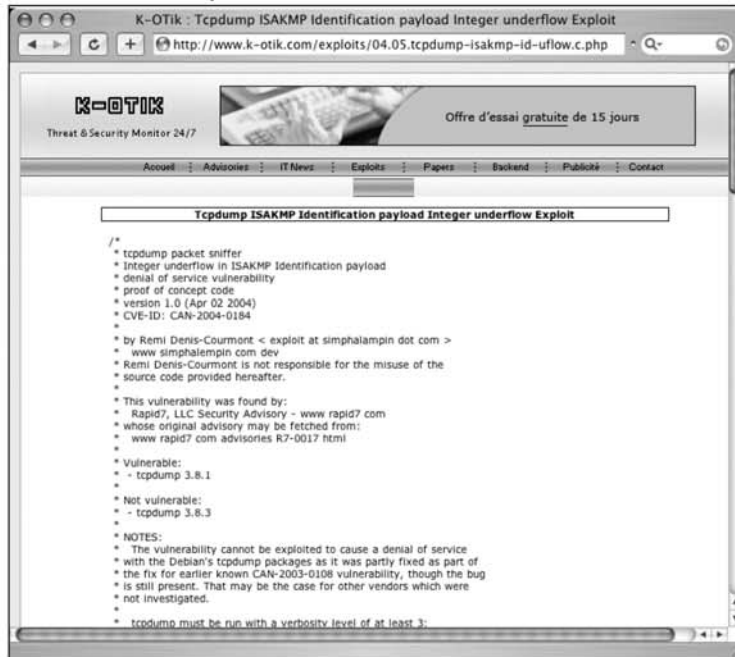 K-OTik : Tcpdump ISAKMP Identification payload Integer underflow Exploit
http://www.k-otik.com/exploits/04.05.tcpdump-isakmp-id-uflow.c.php
K-OTIK
Threat & Security Monitor 24/7
Offre d'essai gratuite de 15 jours
Accueil Advisories IT News Exploits Papers Backend Publicité Contact
Tcpdump ISAKMP Identification payload Integer underflow Exploit
/*
* tcpdump packet sniffer
* Integer underflow in ISAKMP Identification payload
* denial of service vulnerability
* proof of concept code
* version 1.0 (Apr 02 2004)
* CVE-ID: CAN-2004-0184
*
* by Remi Denis-Courmont < exploit at simphalampin dot com >
* www simphalempin com dev
* Remi Denis-Courmont is not responsible for the misuse of the
* source code provided hereafter.
*
* This vulnerability was found by:
* Rapid7, LLC Security Advisory - www rapid7 com
* whose original advisory may be fetched from:
* www rapid7 com advisories R7-0017 html
*
* Vulnerable:
* - tcpdump 3.8.1
*
* Not vulnerable:
* - tcpdump 3.8.3
*
* NOTES:
* The vulnerability cannot be exploited to cause a denial of service
* with the Debian's tcpdump packages as it was partly fixed as part of
* the fix for earlier known CAN-2003-0108 vulnerability, though the bug
* is still present. That may be the case for other vendors which were
* not investigated.
*
* tcpdump must be run with a verbosity level of at least 3: